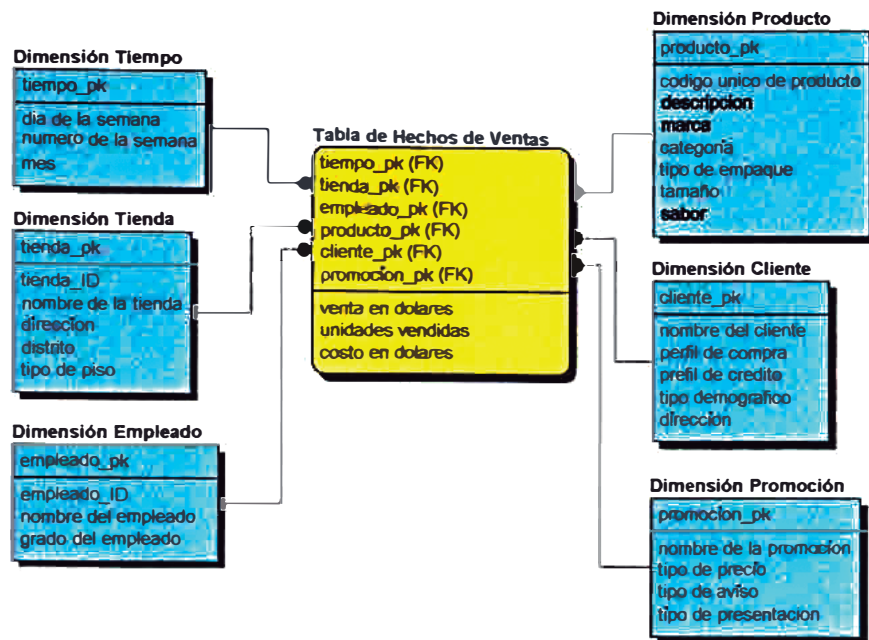 Dimensión Tiempo
tiempo_pk
dia de la semana
numero de la semana
mes
Dimensión Tienda
tienda_pk
tienda_ID
nombre de la tienda
direccion
distrito
tipo de piso
Dimensión Empleado
empleado_pk
empleado_ID
nombre del empleado
grado del empleado
Tabla de Hechos de Ventas
tiempo_pk (FK)
tienda_pk (FK)
empleado_pk (FK)
producto_pk (FK)
cliente_pk (FK)
promocion_pk (FK)
venta en dolares
unidades vendidas
costo en dolares
Dimensión Producto
producto_pk
codigo unico de producto
descripcion
marca
categoria
tipo de empaque
tamaño
sabor
Dimensión Cliente
cliente_pk
nombre del cliente
perfil de compra
prefil de credito
tipo demografico
direccion
Dimensión Promoción
promocion_pk
nombre de la promoción
tipo de precio
tipo de aviso
tipo de presentacion